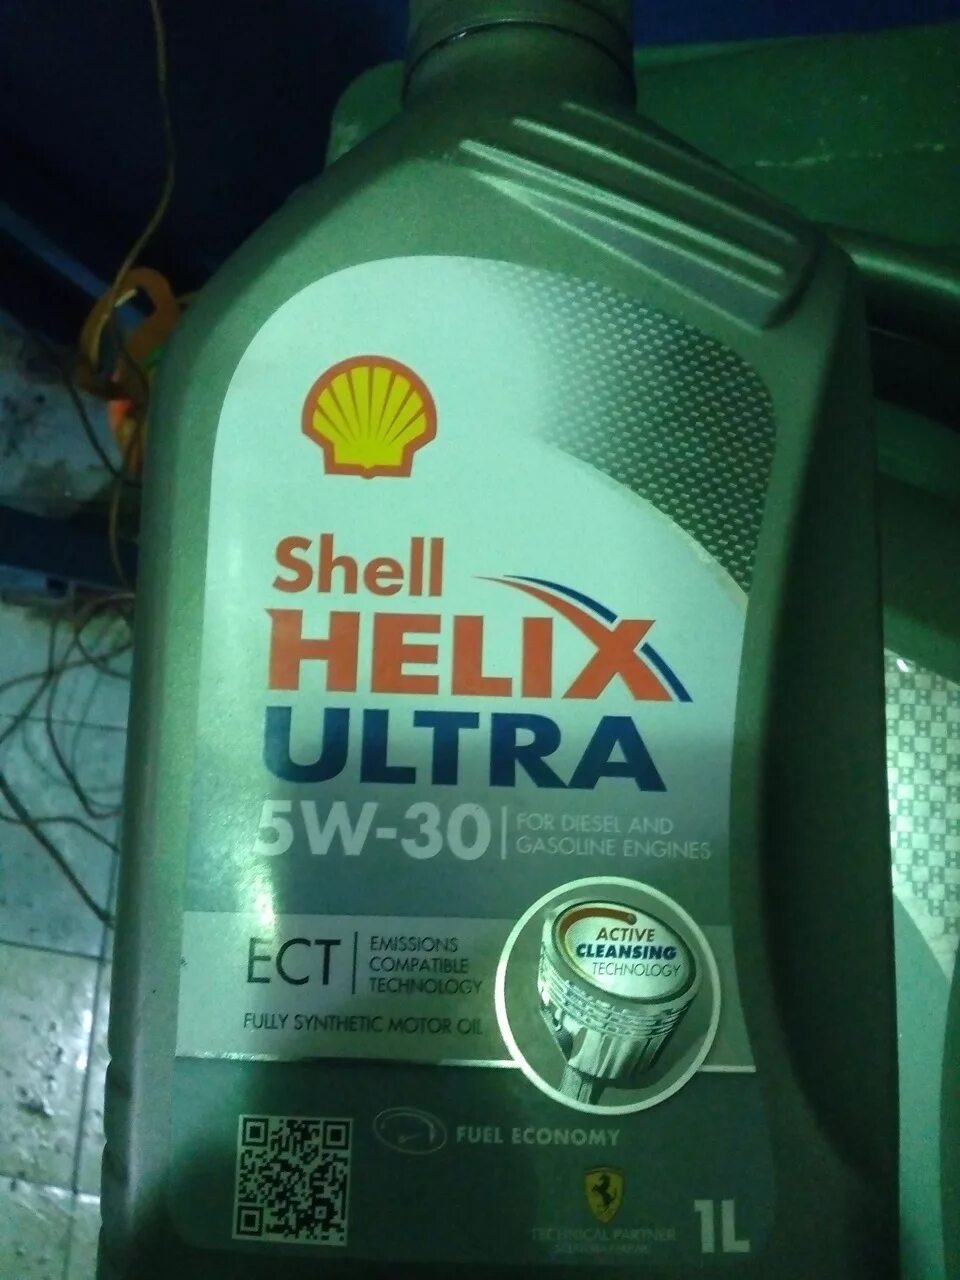 Shell
HELIX
ULTRA
5W-30
FOR DIESEL AND
GASOLINE ENGINES
ECT
EMISSIONS
COMPATIBLE
TECHNOLOGY
FULLY SYNTHETIC MOTOR OIL
ACTIVE
CLEANSING
TECHNOLOGY
FUEL ECONOMY
TECHNICAL PARTNER
1L